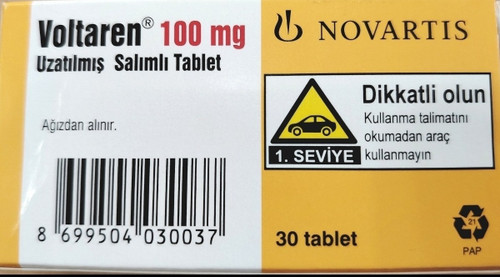 Voltaren® 100 mg
Uzatılmış Salımlı Tablet
Ağızdan alınır.
8 699504 030037
NOVARTIS
Dikkatli olun
Kullanma talimatını
okumadan araç
kullanmayın
1. SEVİYE
30 tablet
21
PAP